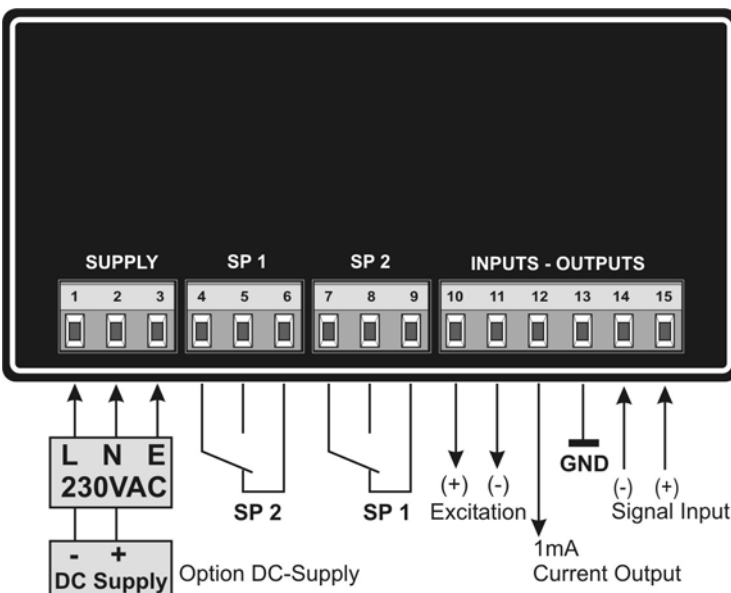 SUPPLY SP 1 SP 2 INPUTS - OUTPUTS
1 2 3 4 5 6 7 8 9 10 11 12 13 14 15
L N E
230VAC
SP 2 SP 1
(+) (-)
Excitation
GND
(-) (+)
Signal Input
- +
DC Supply
Option DC-Supply
1mA
Current Output